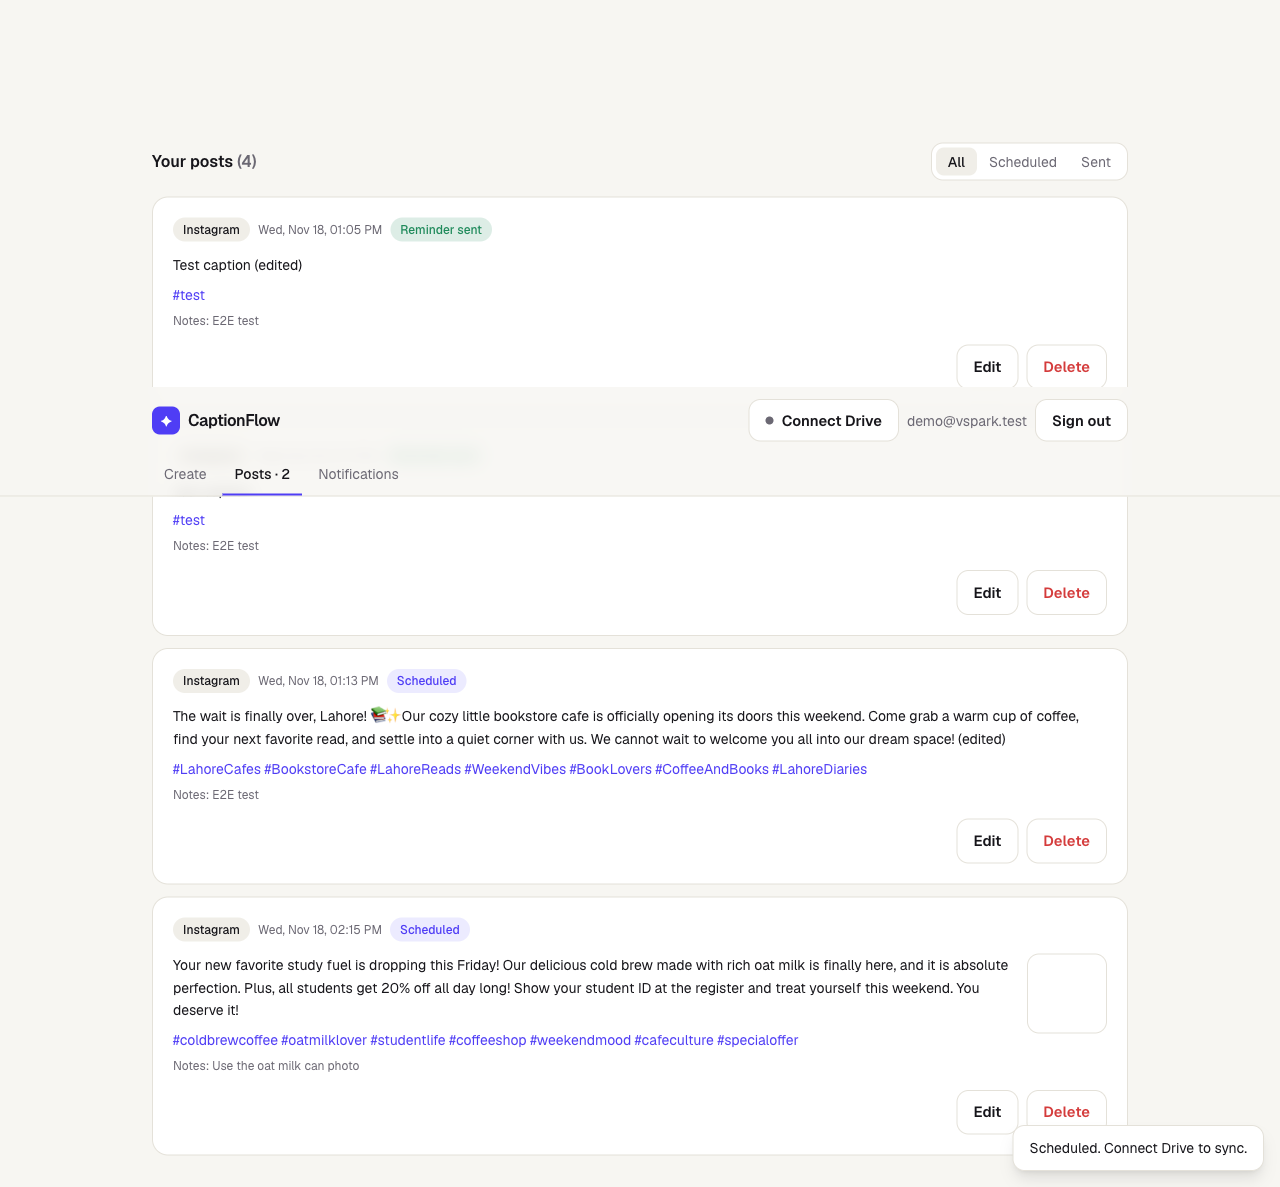 Your posts (4)
All Scheduled Sent
Instagram Wed, Nov 18, 01:05 PM Reminder sent
Test caption (edited)
#test
Notes: E2E test
Edit Delete
CaptionFlow
Connect Drive demo@vspark.test Sign out
Create Posts · 2 Notifications
#test
Notes: E2E test
Edit Delete
Instagram Wed, Nov 18, 01:13 PM Scheduled
The wait is finally over, Lahore! 📚✨Our cozy little bookstore cafe is officially opening its doors this weekend. Come grab a warm cup of coffee,
find your next favorite read, and settle into a quiet corner with us. We cannot wait to welcome you all into our dream space! (edited)
#LahoreCafes #BookstoreCafe #LahoreReads #WeekendVibes #BookLovers #CoffeeAndBooks #LahoreDiaries
Notes: E2E test
Edit Delete
Instagram Wed, Nov 18, 02:15 PM Scheduled
Your new favorite study fuel is dropping this Friday! Our delicious cold brew made with rich oat milk is finally here, and it is absolute
perfection. Plus, all students get 20% off all day long! Show your student ID at the register and treat yourself this weekend. You
deserve it!
#coldbrewcoffee #oatmilklover #studentlife #coffeeshop #weekendmood #cafeculture #specialoffer
Notes: Use the oat milk can photo
Edit Delete
Scheduled. Connect Drive to sync.